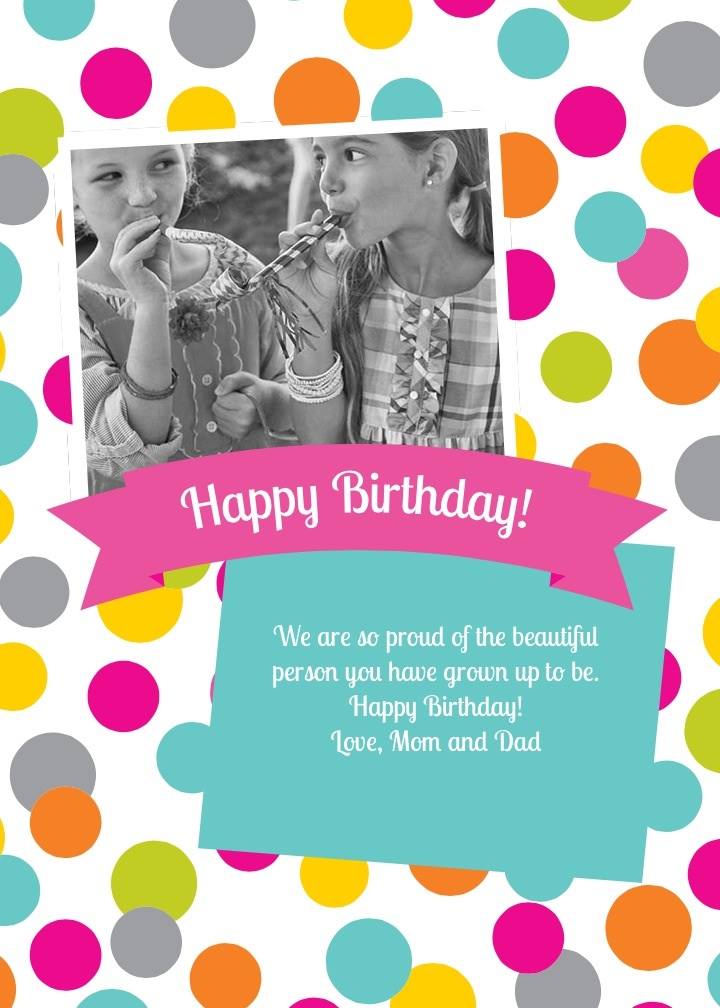 Happy Birthday!
We are so proud of the beautiful
person you have grown up to be.
Happy Birthday!
Love, Mom and Dad